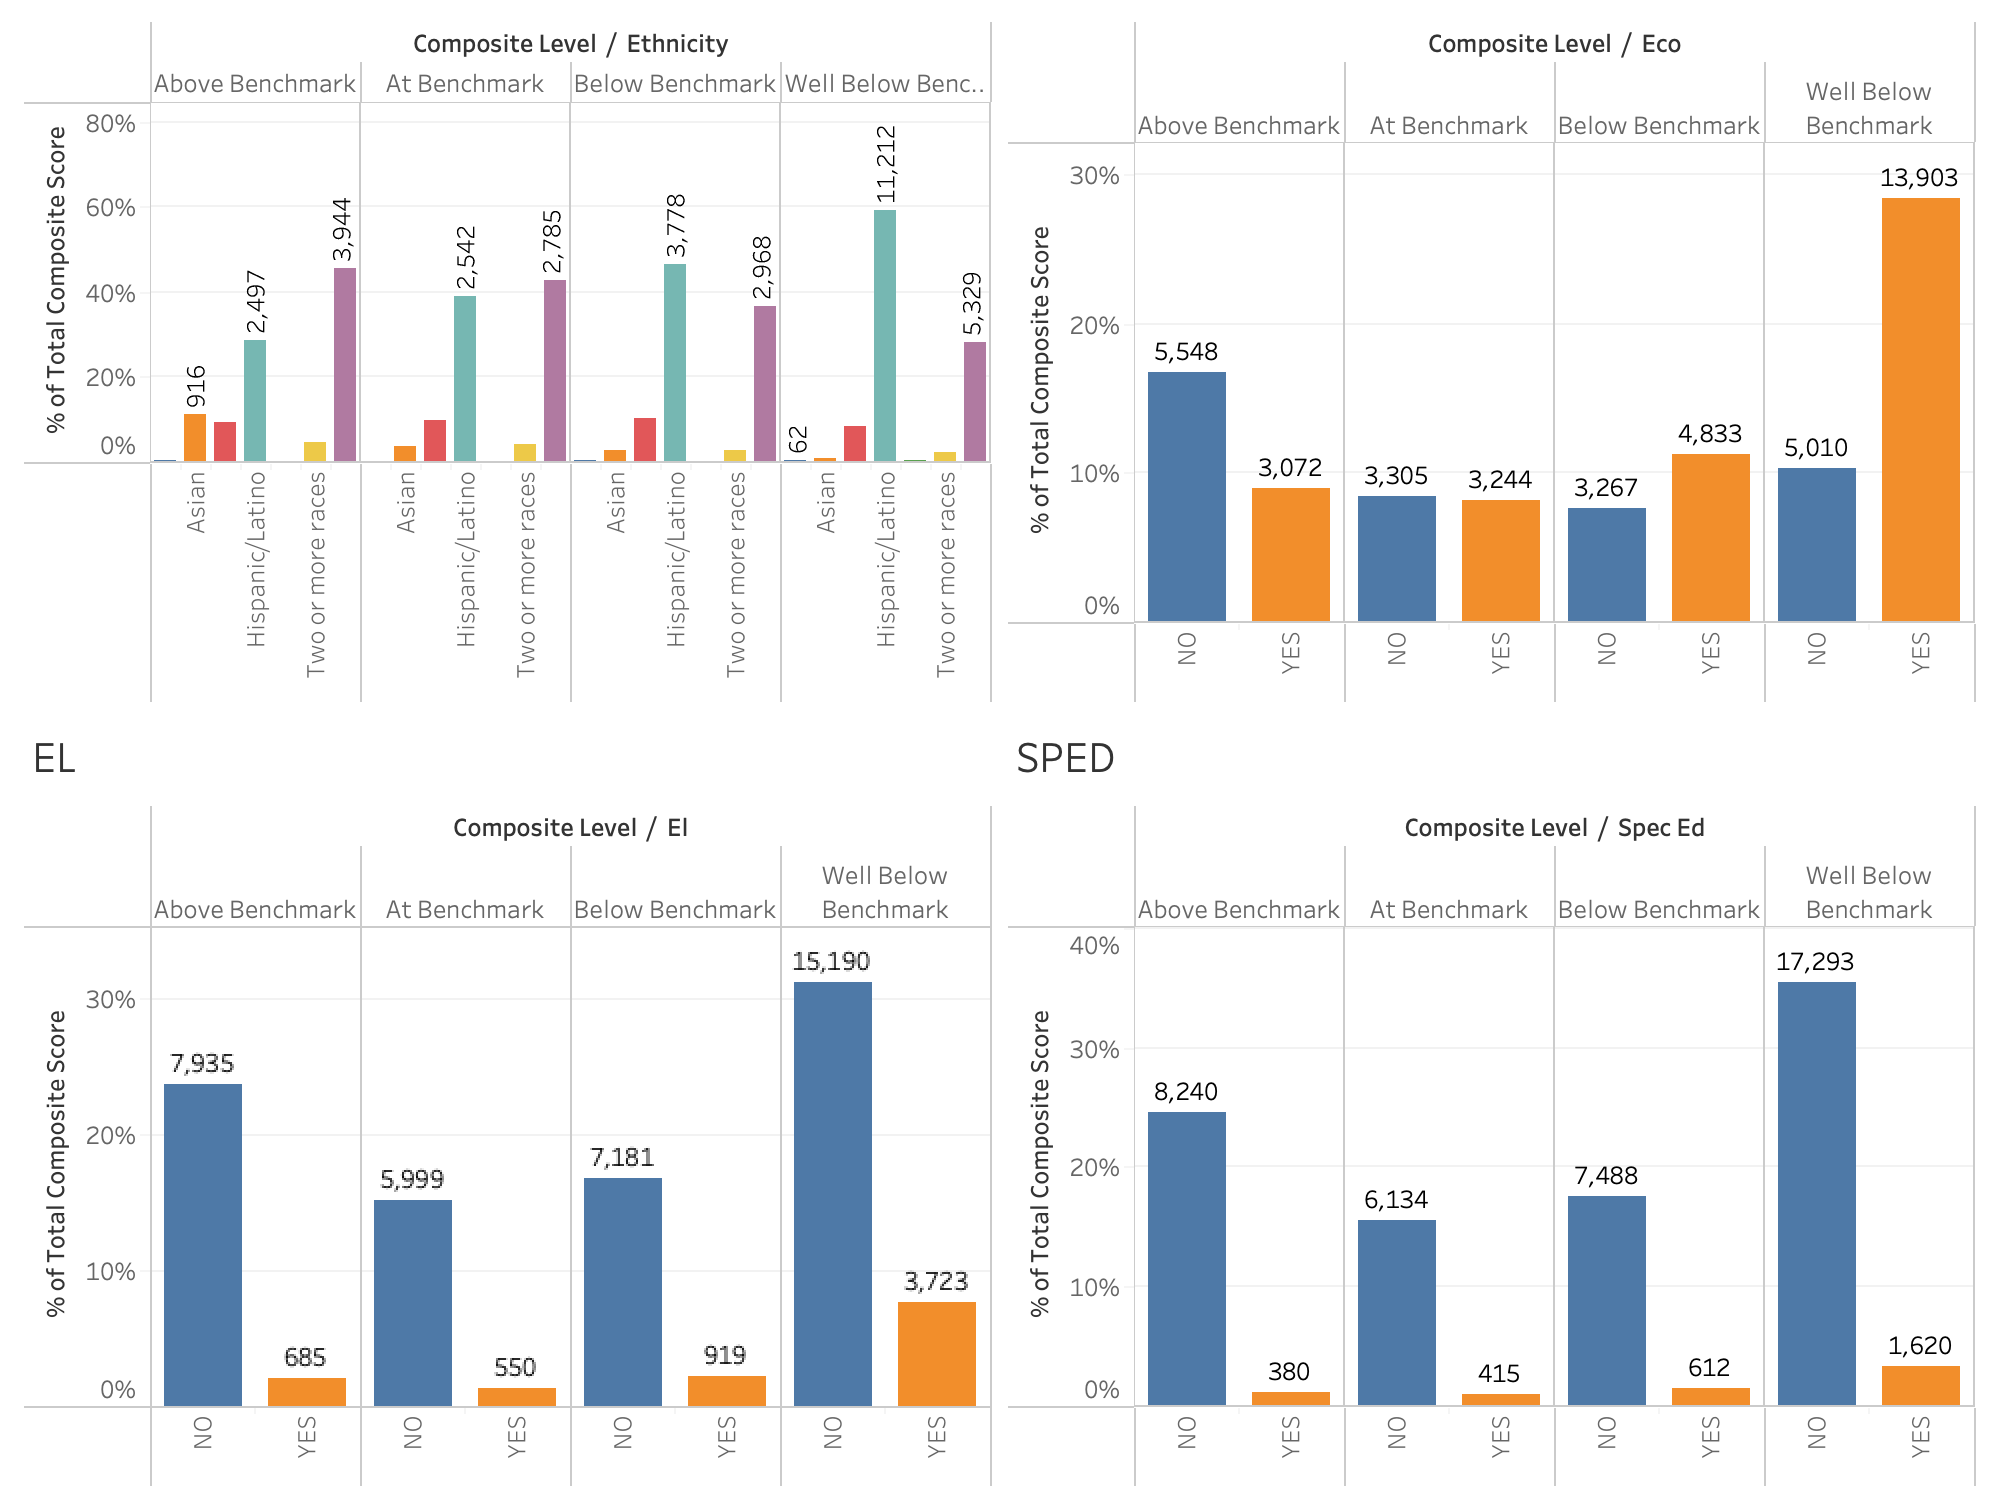 Composite Level / Ethnicity
Above Benchmark At Benchmark Below Benchmark Well Below Benc..
% of Total Composite Score
80%
60%
40%
20%
0%
916
2,497
3,944
2,542
2,785
3,778
2,968
62
11,212
5,329
Asian Hispanic/Latino Two or more races Asian Hispanic/Latino Two or more races Asian Hispanic/Latino Two or more races Asian Hispanic/Latino Two or more races
Composite Level / Eco
Above Benchmark At Benchmark Below Benchmark Well Below
Benchmark
% of Total Composite Score
30%
20%
10%
0%
5,548
3,072
3,305
3,244
3,267
4,833
5,010
13,903
NO YES NO YES NO YES NO YES
EL
Composite Level / El
Above Benchmark At Benchmark Below Benchmark Well Below
Benchmark
% of Total Composite Score
30%
20%
10%
0%
7,935
685
5,999
550
7,181
919
15,190
3,723
NO YES NO YES NO YES NO YES
SPED
Composite Level / Spec Ed
Above Benchmark At Benchmark Below Benchmark Well Below
Benchmark
% of Total Composite Score
40%
30%
20%
10%
0%
8,240
380
6,134
415
7,488
612
17,293
1,620
NO YES NO YES NO YES NO YES